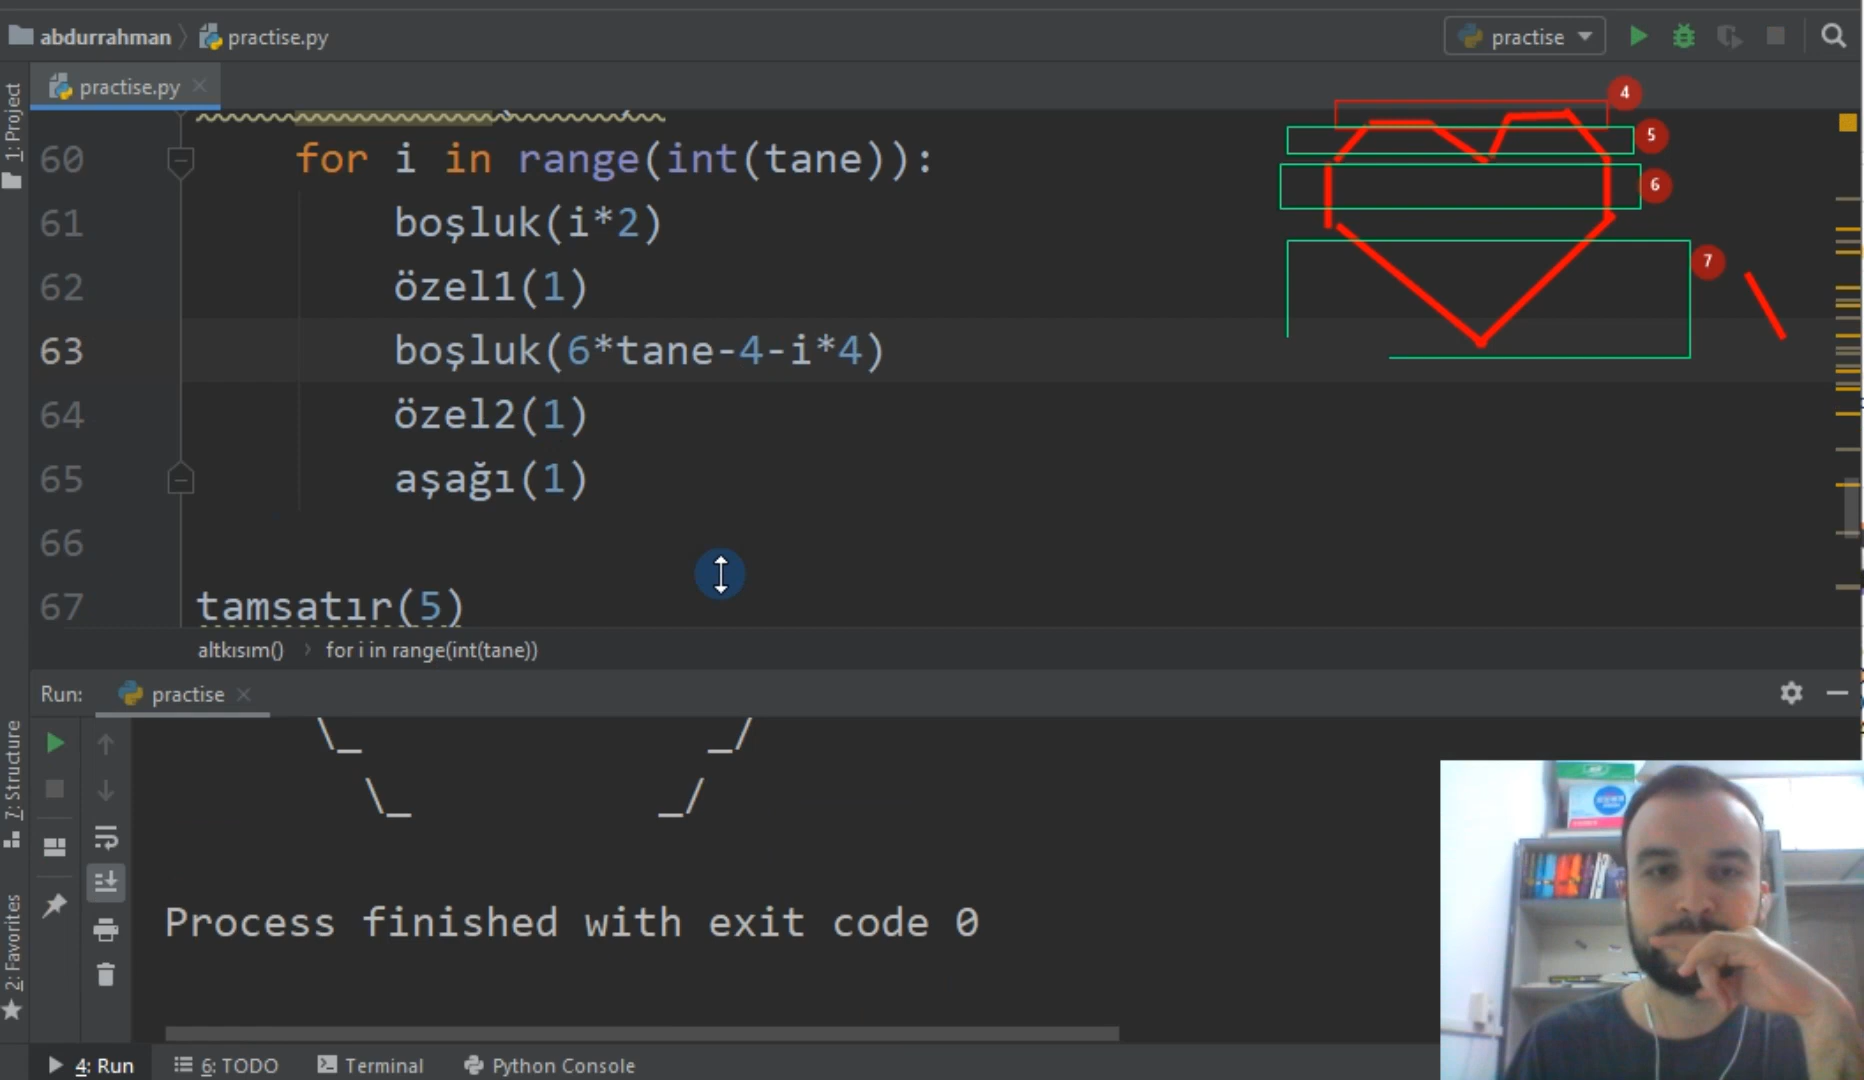 abdurrahman practise.py practise
practise.py
1: Project
4
5
6
7
60 for i in range(int(tane)):
61 boşluk(i*2)
62 özel1(1)
63 boşluk(6*tane-4-i*4)
64 özel2(1)
65 aşağı(1)
66
67 tamsatır(5)
altkısım() for i in range(int(tane))
Run: practise
\_ _/
\_ _/
Process finished with exit code 0
7: Structure
2: Favorites
4: Run 6: TODO Terminal Python Console